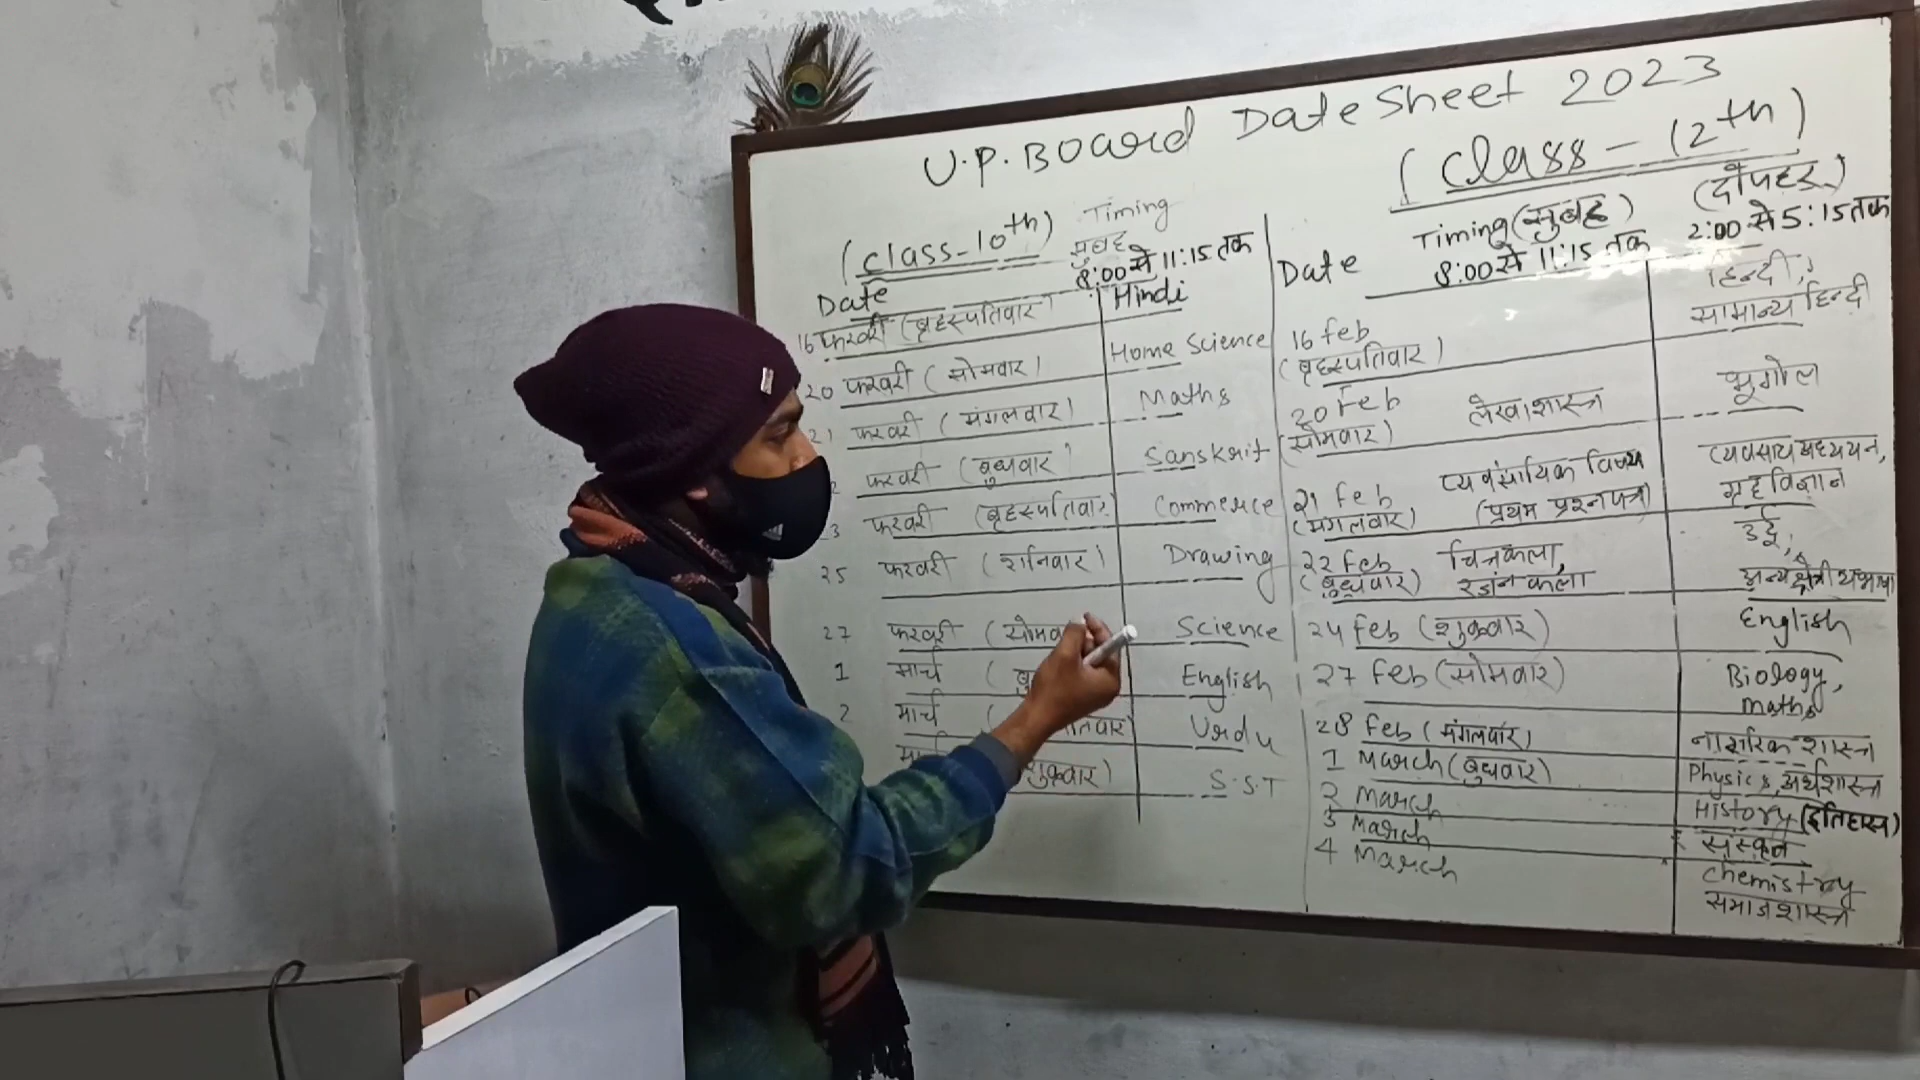 U.P. Board Date Sheet 2023
(Class-10th) Timing
सुबह
8:00 से 11:15 तक
Date
16 फरवरी (बृहस्पतिवार) Hindi
20 फरवरी (सोमवार) Home Science
21 फरवरी (मंगलवार) Maths
2 फरवरी (बुधवार) Sanskrit
3 फरवरी (बृहस्पतिवार) Commerce
25 फरवरी (शनिवार) Drawing
27 फरवरी (सोमवा Science
1 मार्च ( English
2 मार्च ( तिवार) Urdu
शुक्रवार) S.S.T
(Class-12th)
Timing (सुबह) (दोपहर)
Date 8:00 से 11:15 तक 2:00 से 5:15 तक
16 Feb हिन्दी,
(बृहस्पतिवार) सामान्य हिन्दी
20 Feb लेखाशास्त्र भूगोल
(सोमवार)
21 Feb व्यवसायिक विषय व्यवसाय अध्ययन,
(मंगलवार) (प्रथम प्रश्नपत्र) गृहविज्ञान
22 Feb चित्रकला, उर्दू,
(बुधवार) रंजनकला अन्य क्षेत्रीय भाषा
24 Feb (शुक्रवार) English
27 Feb (सोमवार) Biology,
Maths
28 Feb (मंगलवार) नागरिक शास्त्र
1 March (बुधवार) Physics, अर्थशास्त्र
2 March History (इतिहास)
3 March संस्कृत
4 March Chemistry
समाजशास्त्र